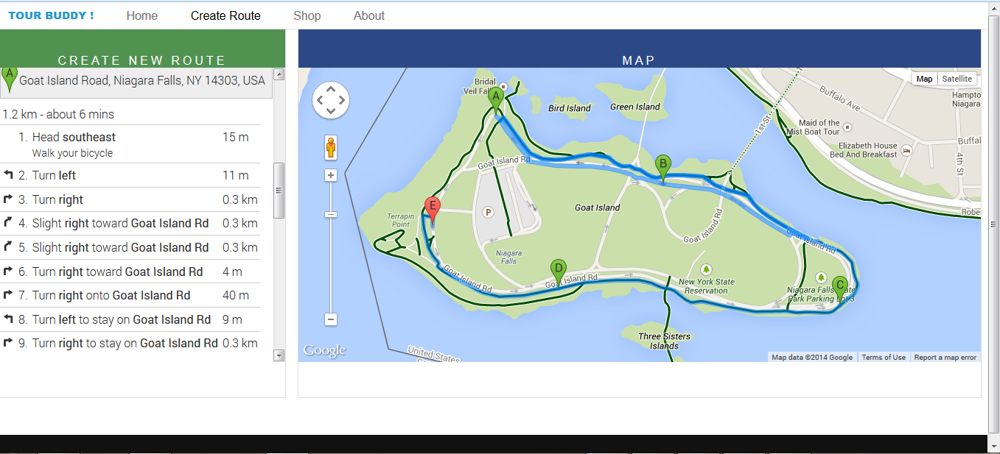 TOUR BUDDY !
Home
Create Route
Shop
About
CREATE NEW ROUTE
A
Goat Island Road, Niagara Falls, NY 14303, USA
1.2 km - about 6 mins
1. Head southeast 15 m
Walk your bicycle
2. Turn left 11 m
3. Turn right 0.3 km
4. Slight right toward Goat Island Rd 0.3 km
5. Slight right toward Goat Island Rd 0.3 km
6. Turn right toward Goat Island Rd 4 m
7. Turn right onto Goat Island Rd 40 m
8. Turn left to stay on Goat Island Rd 9 m
9. Turn right to stay on Goat Island Rd 0.3 km
MAP
Map
Satellite
Bridal
Veil
A
Bird Island
Green Island
1st St
Buffalo Ave
Hampto
Niagara
Maid of the
Mist Boat Tour
Elizabeth House
Bed And Breakfast
Buffal
4th St
Robe
Goat Island Rd
B
Goat Island
Goat Island Rd
Goat Island Rd
E
P
Terrapin
Point
Niagara
Falls
Goat Island Rd
D
Goat Island Rd
New York State
Reservation
C
Niagara Falls State
Park Parking Lot 3
Three Sisters
Islands
Google
United States
Map data ©2014 Google
Terms of Use
Report a map error